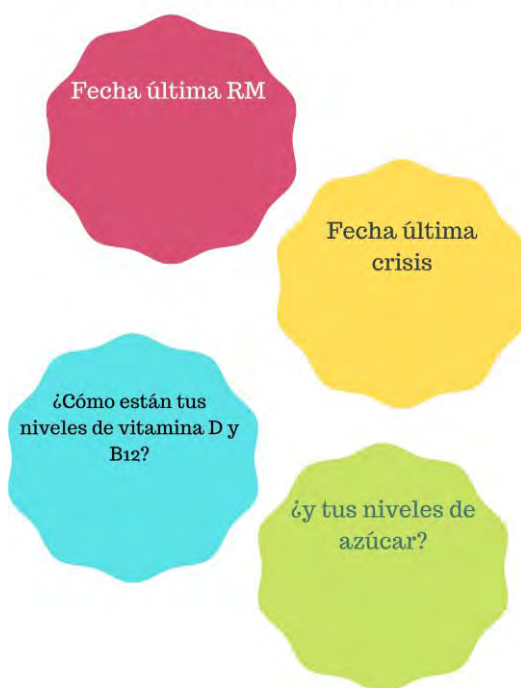 Fecha última RM
Fecha última
crisis
¿Cómo están tus
niveles de vitamina D y
B12?
¿y tus niveles de
azúcar?